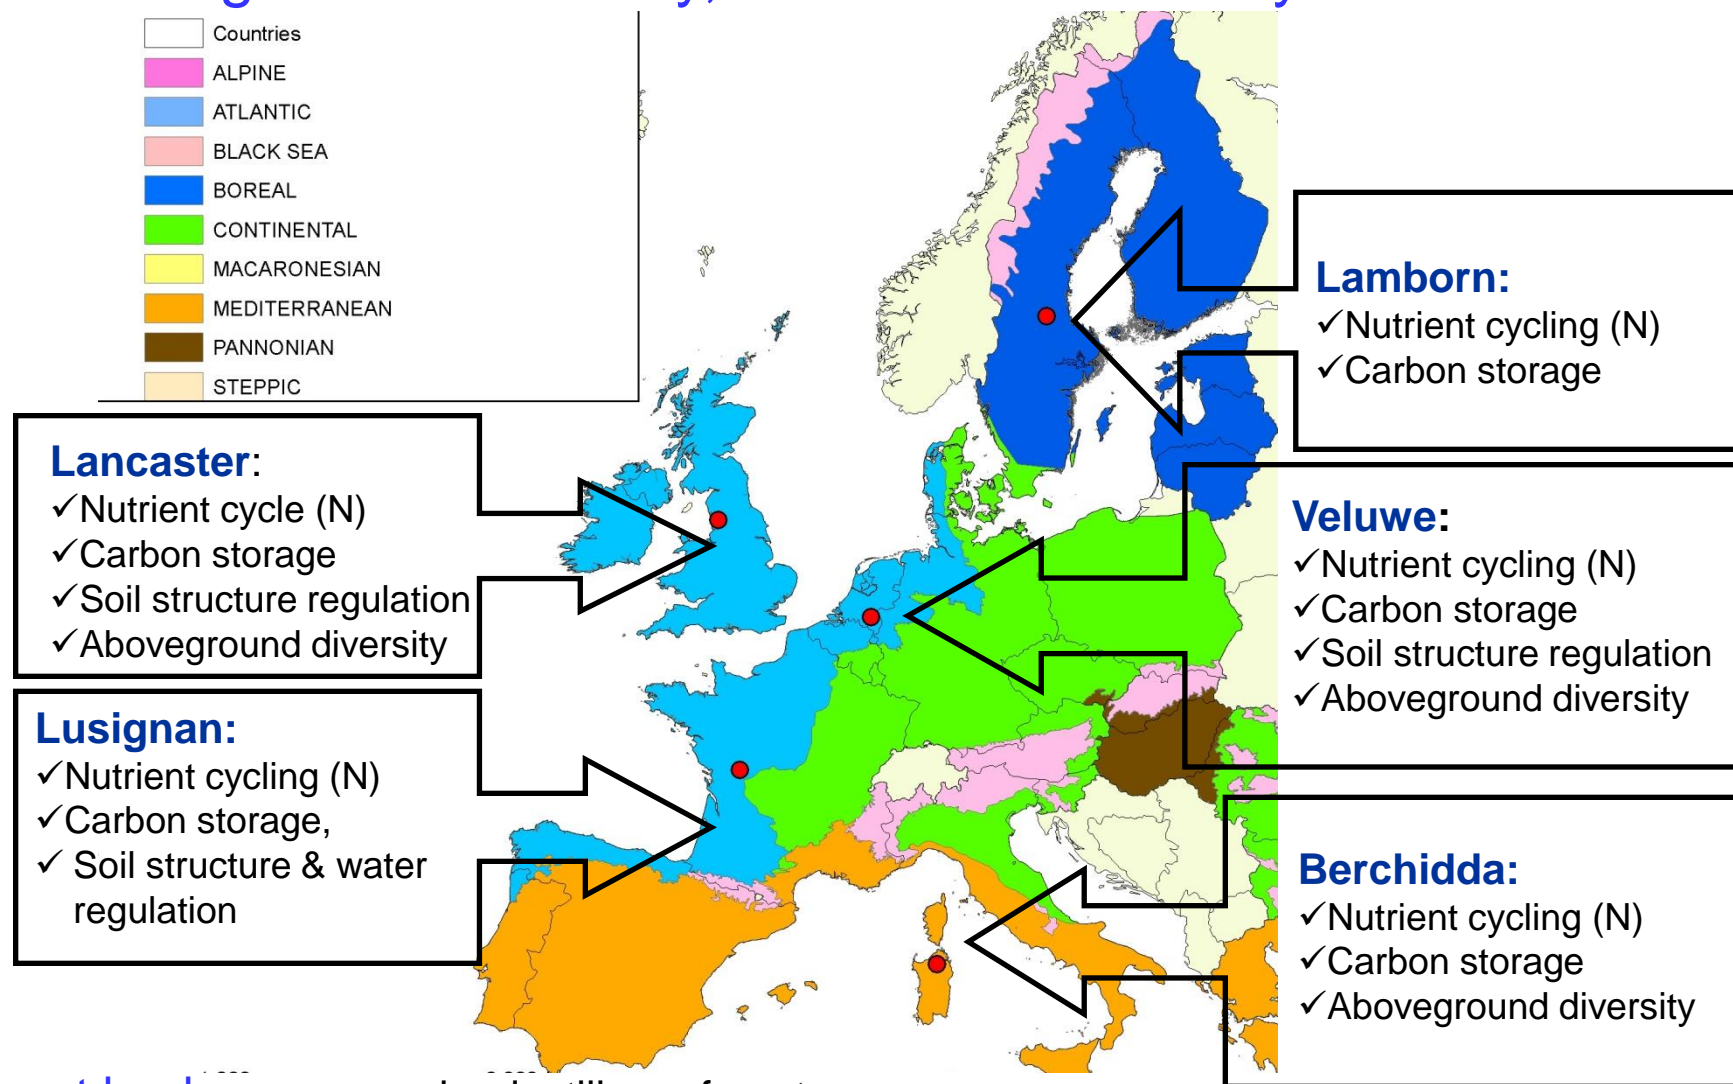 Countries
ALPINE
ATLANTIC
BLACK SEA
BOREAL
CONTINENTAL
MACARONESIAN
MEDITERRANEAN
PANNONIAN
STEPPIC
Lamborn:
✓Nutrient cycling (N)
✓Carbon storage
Lancaster:
✓Nutrient cycle (N)
✓Carbon storage
✓Soil structure regulation
✓Aboveground diversity
Veluwe:
✓Nutrient cycling (N)
✓Carbon storage
✓Soil structure regulation
✓Aboveground diversity
Lusignan:
✓Nutrient cycling (N)
✓Carbon storage,
✓ Soil structure & water
regulation
Berchidda:
✓Nutrient cycling (N)
✓Carbon storage
✓Aboveground diversity